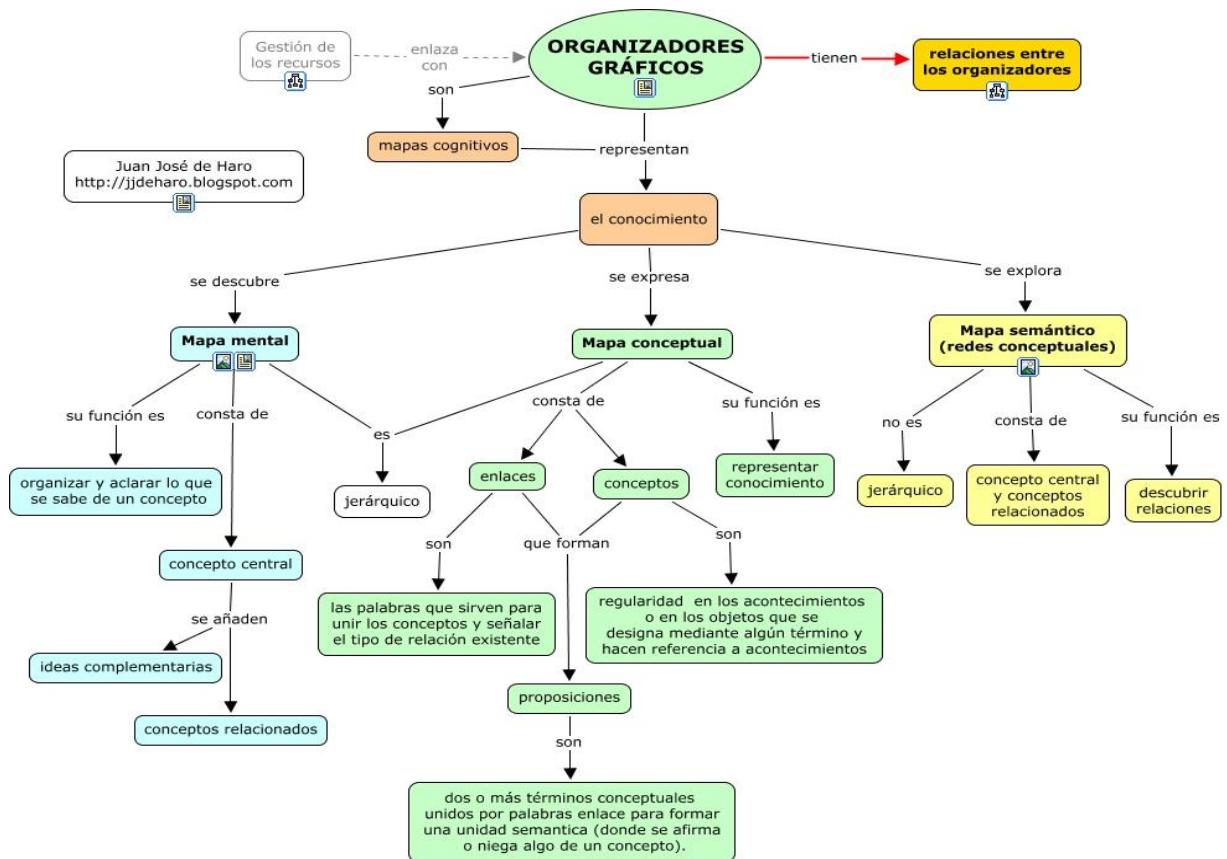 Gestión de
los recursos
enlaza
con
ORGANIZADORES
GRÁFICOS
tienen
relaciones entre
los organizadores
son
mapas cognitivos
representan
Juan José de Haro
http://jjdeharo.blogspot.com
el conocimiento
se descubre
se expresa
se explora
Mapa mental
Mapa conceptual
Mapa semántico
(redes conceptuales)
su función es
consta de
es
consta de
su función es
no es
consta de
su función es
organizar y aclarar lo que
se sabe de un concepto
jerárquico
enlaces
conceptos
representar
conocimiento
jerárquico
concepto central
y conceptos
relacionados
descubrir
relaciones
son
que forman
son
concepto central
las palabras que sirven para
unir los conceptos y señalar
el tipo de relación existente
regularidad en los acontecimientos
o en los objetos que se
designa mediante algún término y
hacen referencia a acontecimientos
se añaden
ideas complementarias
conceptos relacionados
proposiciones
son
dos o más términos conceptuales
unidos por palabras enlace para formar
una unidad semantica (donde se afirma
o niega algo de un concepto).